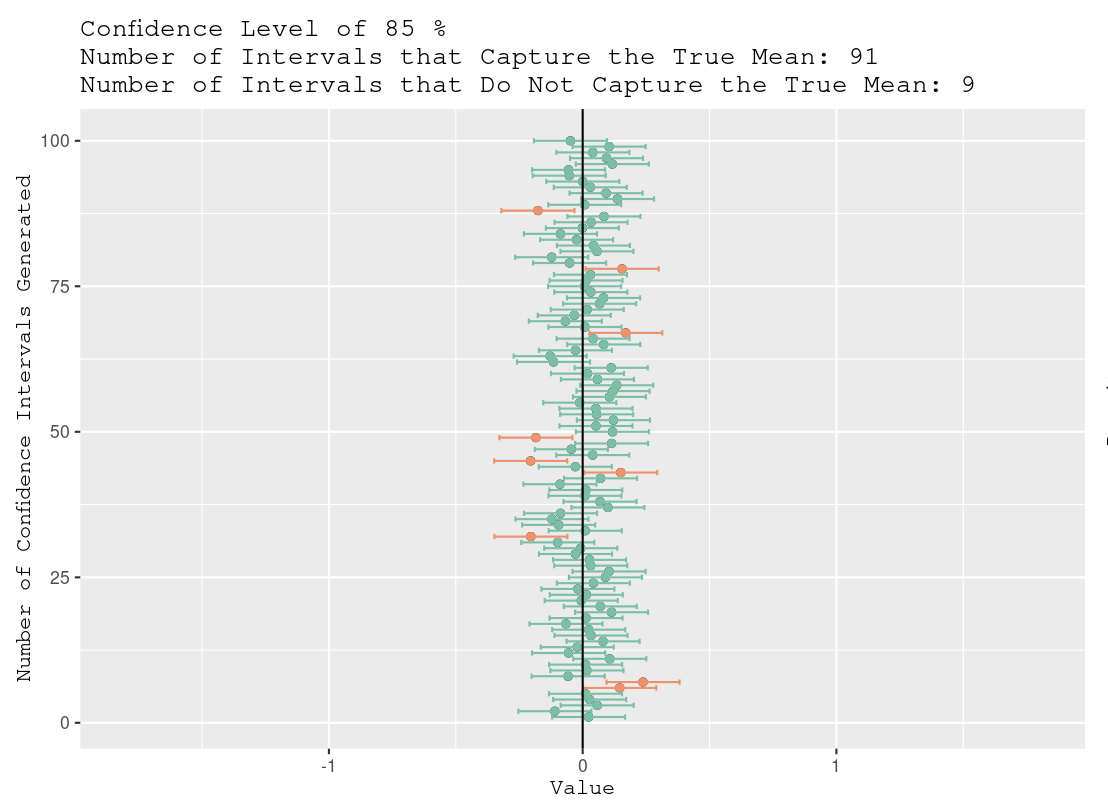 Confidence Level of 85 %
Number of Intervals that Capture the True Mean: 91
Number of Intervals that Do Not Capture the True Mean: 9
Number of Confidence Intervals Generated
100
75
50
25
0
-1
0
1
Value